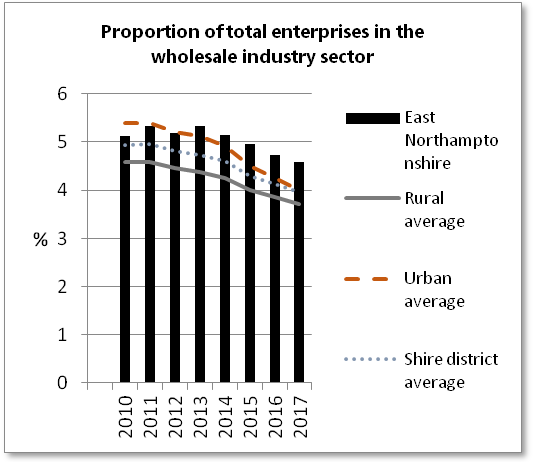 Proportion of total enterprises in the
wholesale industry sector
6
5
4
3
2
1
0
%
2010
2011
2012
2013
2014
2015
2016
2017
East
Northampto
nshire
Rural
average
Urban
average
Shire district
average